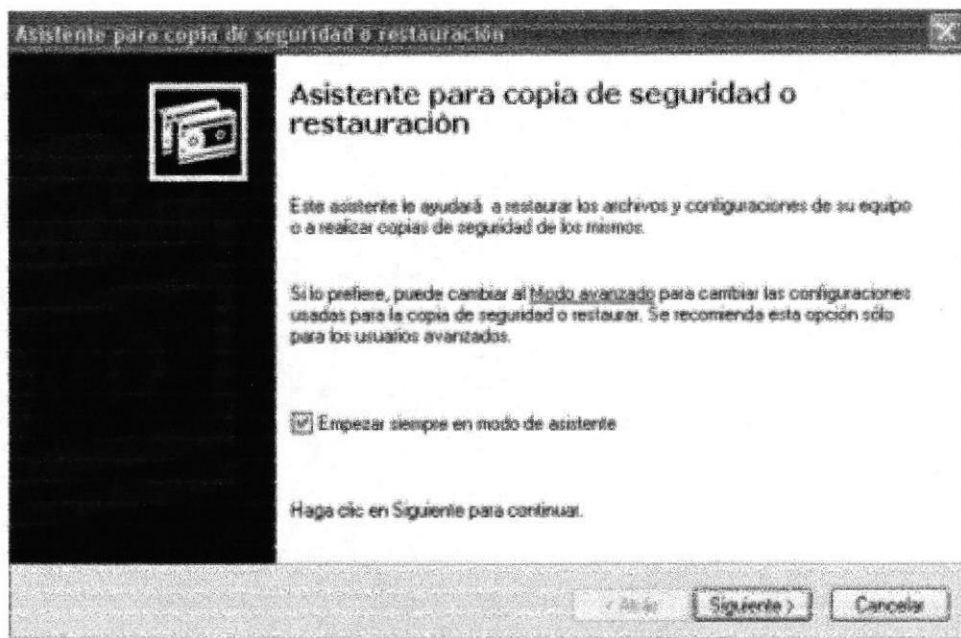 Asistente para copia de seguridad o restauración
Asistente para copia de seguridad o
restauración
Este asistente le ayudará a restaurar los archivos y configuraciones de su equipo
o a realizar copias de seguridad de los mismos.
Si lo prefiere, puede cambiar al Modo avanzado para cambiar las configuraciones
usadas para la copia de seguridad o restaurar. Se recomienda esta opción sólo
para los usuarios avanzados.
Empezar siempre en modo de asistente
Haga clic en Siguiente para continuar.
< Atrás Siguiente > Cancelar